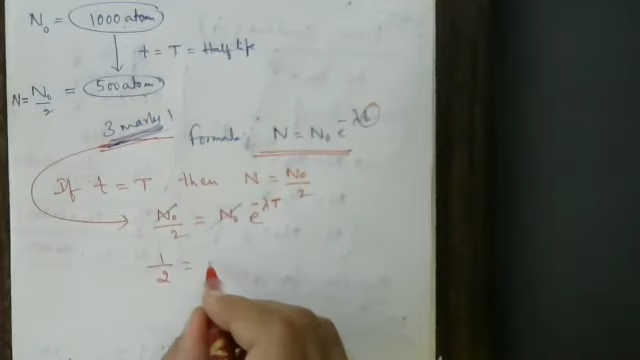 N₀ = 1000 atom
t = T = Half life
N = N₀/2 = 500 atom
3 marks!
Formula: N = N₀ e^-λt
If t = T, then N = N₀/2
N₀/2 = N₀ e^-λT
1/2 =